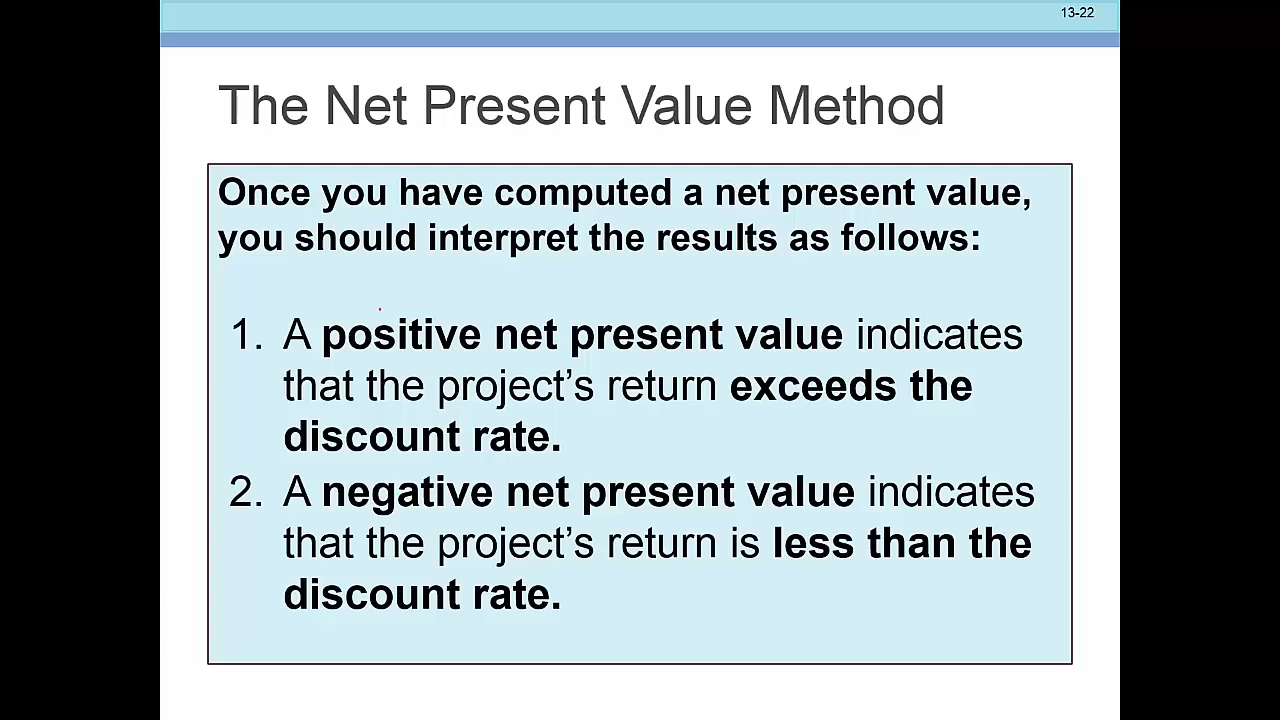 13-22
The Net Present Value Method
Once you have computed a net present value,
you should interpret the results as follows:
1. A positive net present value indicates
that the project’s return exceeds the
discount rate.
2. A negative net present value indicates
that the project’s return is less than the
discount rate.